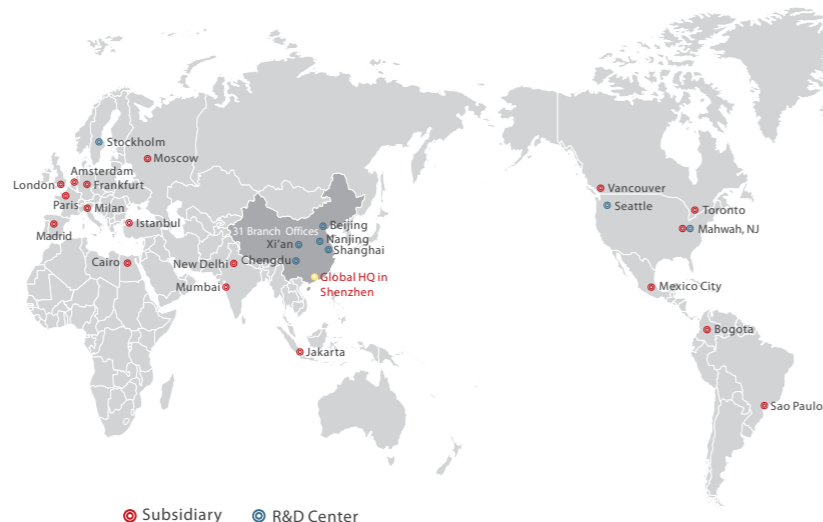 Stockholm
Moscow
Amsterdam
London
Frankfurt
Paris
Milan
Madrid
Istanbul
Cairo
31 Branch Offices
Beijing
Xi'an
Nanjing
Shanghai
New Delhi
Chengdu
Global HQ in
Shenzhen
Mumbai
Jakarta
Vancouver
Seattle
Toronto
Mahwah, NJ
Mexico City
Bogota
Sao Paulo
Subsidiary
R&D Center